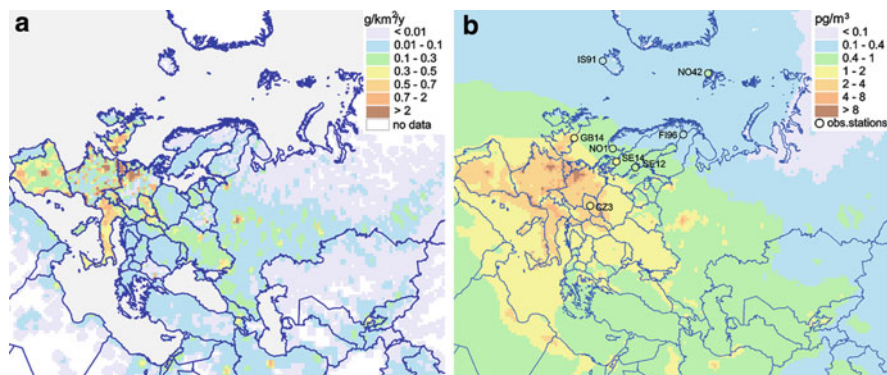 a
g/km²/y
< 0.01
0.01 - 0.1
0.1 - 0.3
0.3 - 0.5
0.5 - 0.7
0.7 - 2
> 2
no data
b
pg/m³
< 0.1
0.1 - 0.4
0.4 - 1
1 - 2
2 - 4
4 - 8
> 8
obs.stations
IS91
NO42
GB14
FI96
NO1
SE14
SE12
CZ3